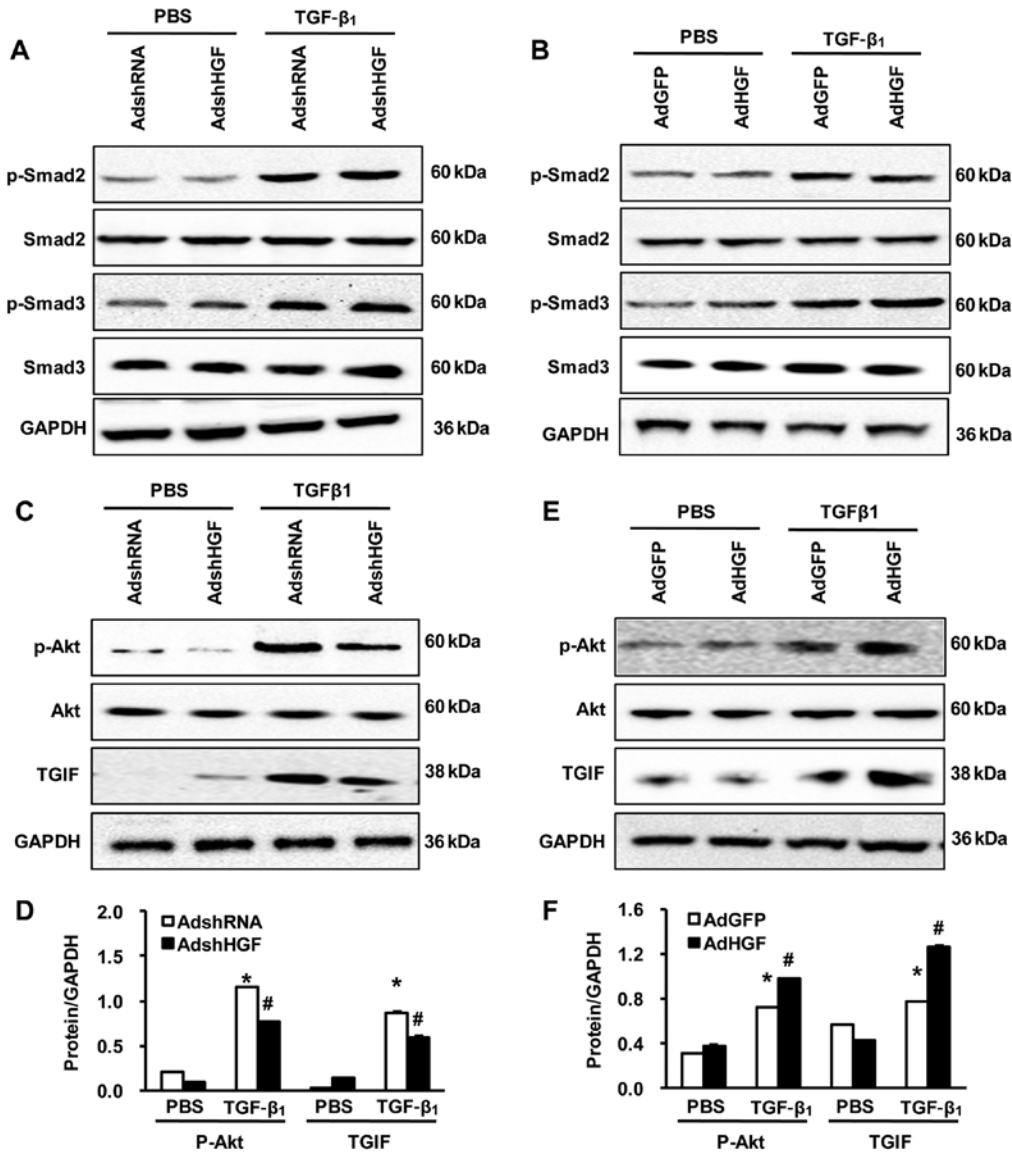 A
PBS TGF-β1
AdshRNA AdshHGF AdshRNA AdshHGF
p-Smad2 60 kDa
Smad2 60 kDa
p-Smad3 60 kDa
Smad3 60 kDa
GAPDH 36 kDa
B
PBS TGF-β1
AdGFP AdHGF AdGFP AdHGF
p-Smad2 60 kDa
Smad2 60 kDa
p-Smad3 60 kDa
Smad3 60 kDa
GAPDH 36 kDa
C
PBS TGFβ1
AdshRNA AdshHGF AdshRNA AdshHGF
p-Akt 60 kDa
Akt 60 kDa
TGIF 38 kDa
GAPDH 36 kDa
E
PBS TGFβ1
AdGFP AdHGF AdGFP AdHGF
p-Akt 60 kDa
Akt 60 kDa
TGIF 38 kDa
GAPDH 36 kDa
D
Protein/GAPDH
2.0
1.5
1.0
0.5
0.0
AdshRNA
AdshHGF
* # * #
PBS TGF-β1 PBS TGF-β1
P-Akt TGIF
F
Protein/GAPDH
1.6
1.2
0.8
0.4
0.0
AdGFP
AdHGF
* # * #
PBS TGF-β1 PBS TGF-β1
P-Akt TGIF